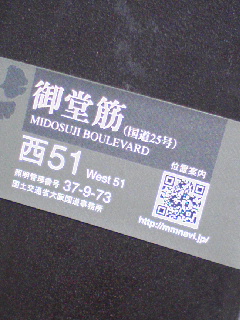 御堂筋(国道25号)
MIDOSUJI BOULEVARD
西51 West 51
位置案内
照明管理番号 37-9-73
国土交通省大阪国道事務所
http://mmnavi.jp/